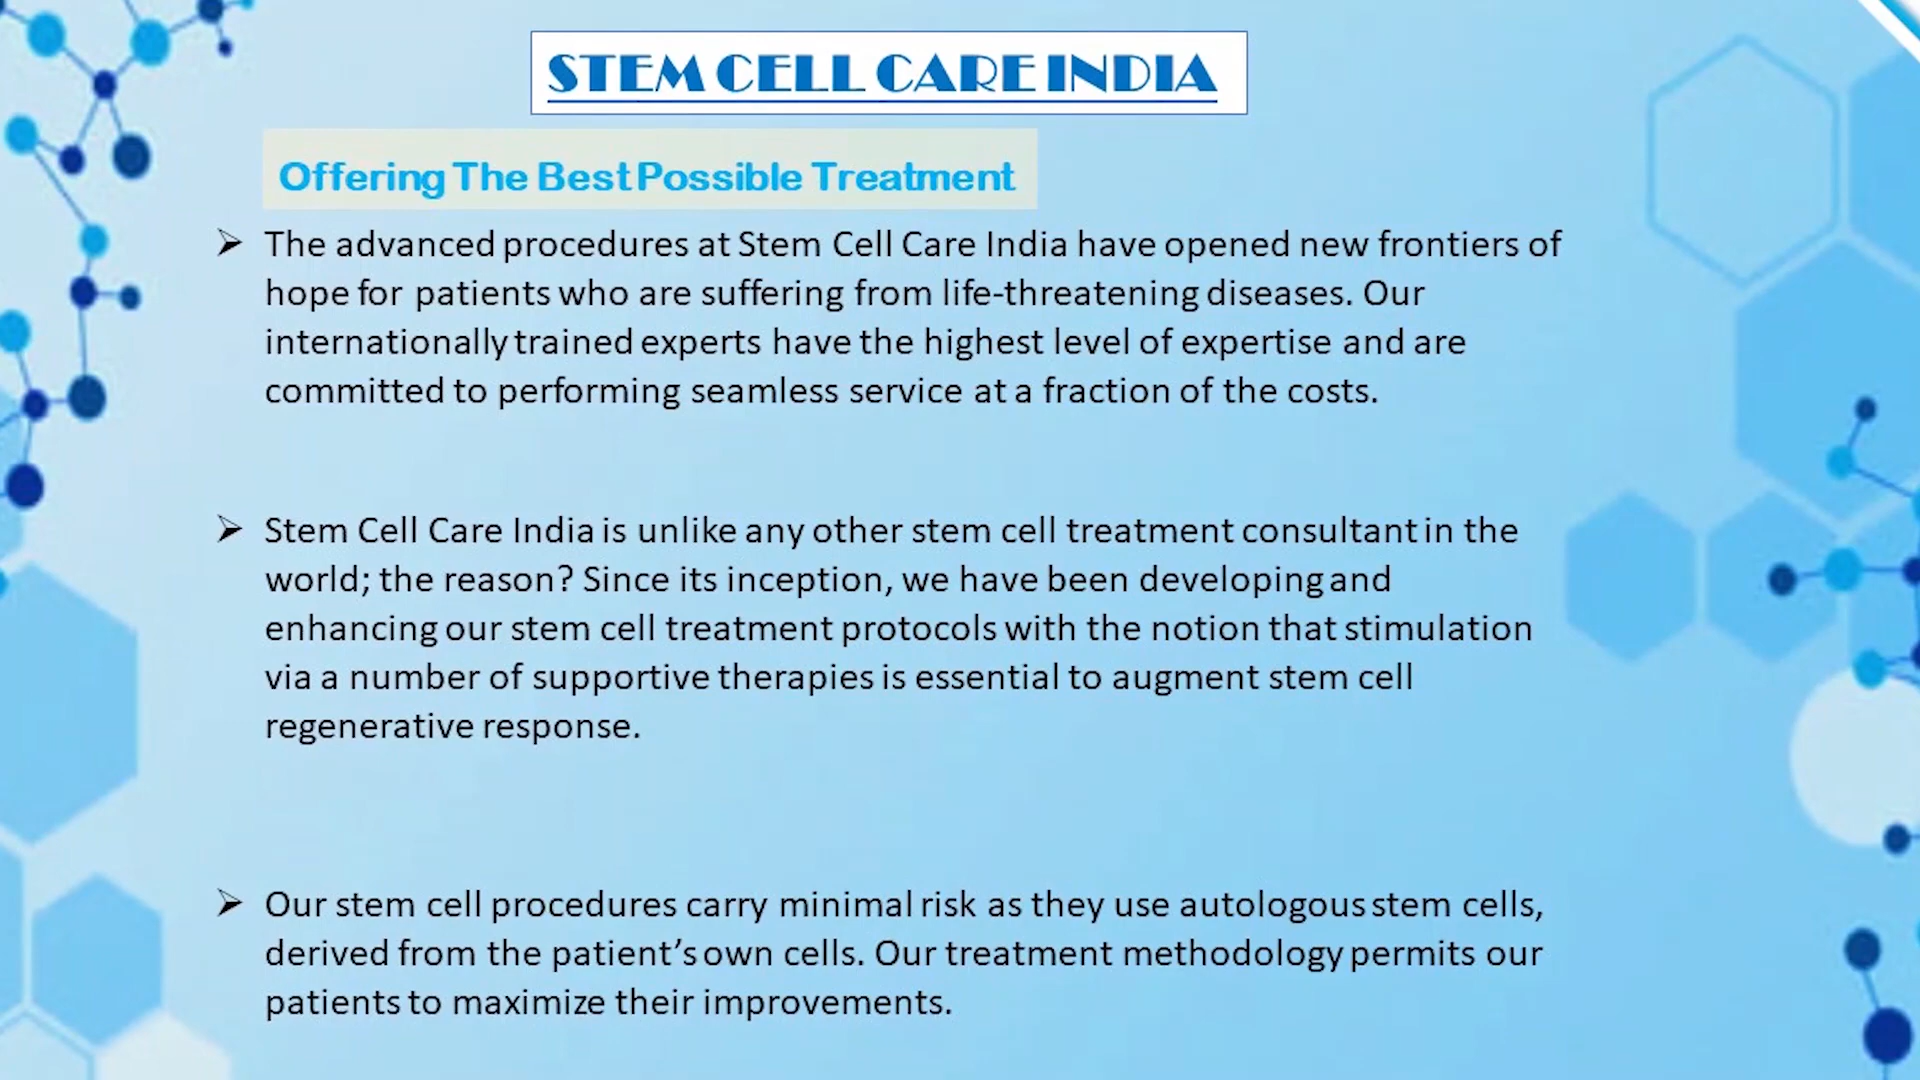 STEM CELL CARE INDIA
Offering The Best Possible Treatment
➢ The advanced procedures at Stem Cell Care India have opened new frontiers of
hope for patients who are suffering from life-threatening diseases. Our
internationally trained experts have the highest level of expertise and are
committed to performing seamless service at a fraction of the costs.
➢ Stem Cell Care India is unlike any other stem cell treatment consultant in the
world; the reason? Since its inception, we have been developing and
enhancing our stem cell treatment protocols with the notion that stimulation
via a number of supportive therapies is essential to augment stem cell
regenerative response.
➢ Our stem cell procedures carry minimal risk as they use autologous stem cells,
derived from the patient’s own cells. Our treatment methodology permits our
patients to maximize their improvements.